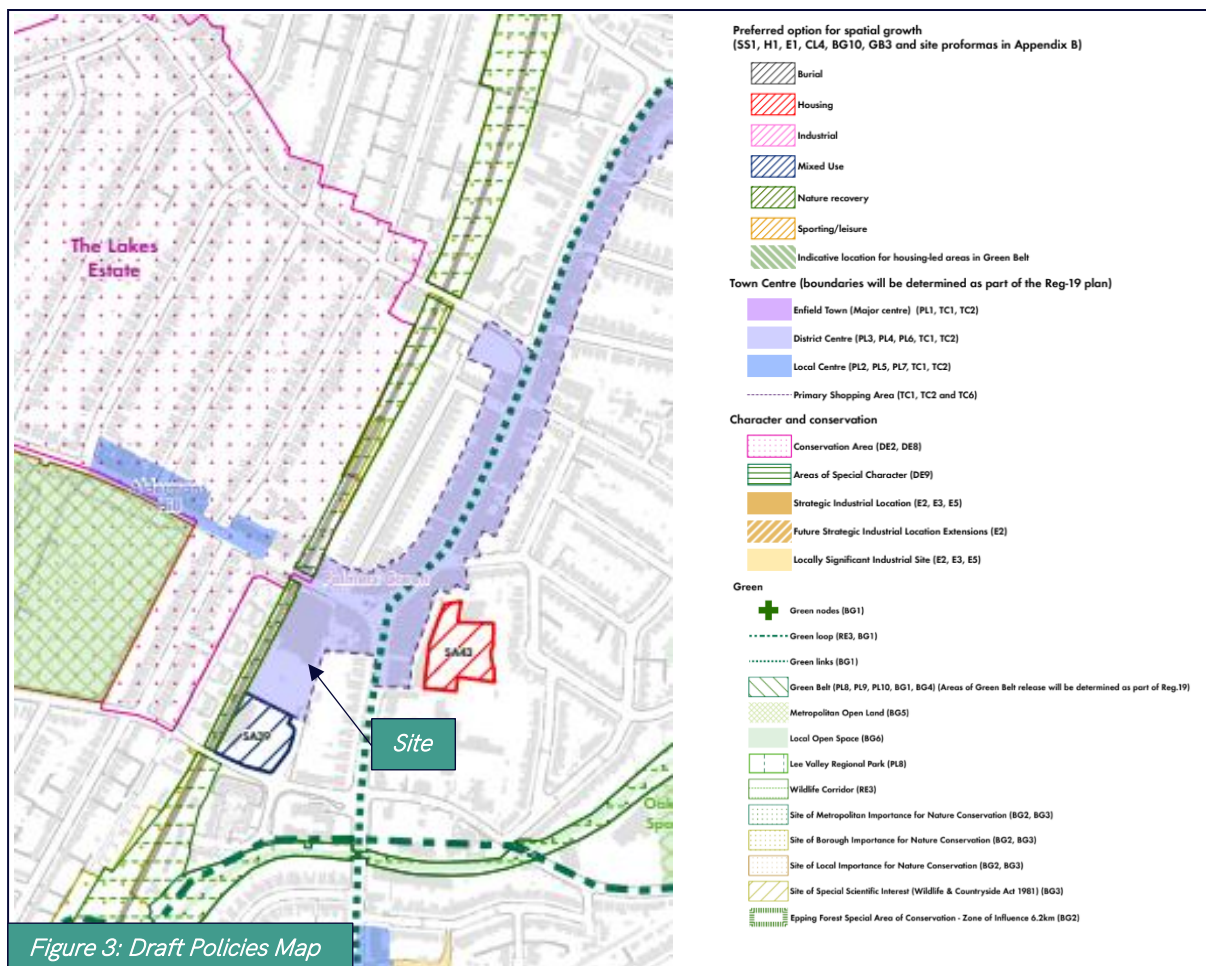 The Lakes
Estate
Palmers Green
SA42
SA39
Site
Figure 3: Draft Policies Map
Preferred option for spatial growth
(SS1, H1, E1, CL4, BG10, GB3 and site proformas in Appendix B)
Burial
Housing
Industrial
Mixed Use
Nature recovery
Sporting/leisure
Indicative location for housing-led areas in Green Belt
Town Centre (boundaries will be determined as part of the Reg-19 plan)
Enfield Town (Major centre) (PL1, TC1, TC2)
District Centre (PL3, PL4, PL6, TC1, TC2)
Local Centre (PL2, PL5, PL7, TC1, TC2)
Primary Shopping Area (TC1, TC2 and TC6)
Character and conservation
Conservation Area (DE2, DE8)
Areas of Special Character (DE9)
Strategic Industrial Location (E2, E3, E5)
Future Strategic Industrial Location Extensions (E2)
Locally Significant Industrial Site (E2, E3, E5)
Green
Green nodes (BG1)
Green loop (RE3, BG1)
Green links (BG1)
Green Belt (PL8, PL9, PL10, BG1, BG4) (Areas of Green Belt release will be determined as part of Reg.19)
Metropolitan Open Land (BG5)
Local Open Space (BG6)
Lee Valley Regional Park (PL8)
Wildlife Corridor (RE3)
Site of Metropolitan Importance for Nature Conservation (BG2, BG3)
Site of Borough Importance for Nature Conservation (BG2, BG3)
Site of Local Importance for Nature Conservation (BG2, BG3)
Site of Special Scientific Interest (Wildlife & Countryside Act 1981) (BG3)
Epping Forest Special Area of Conservation - Zone of Influence 6.2km (BG2)